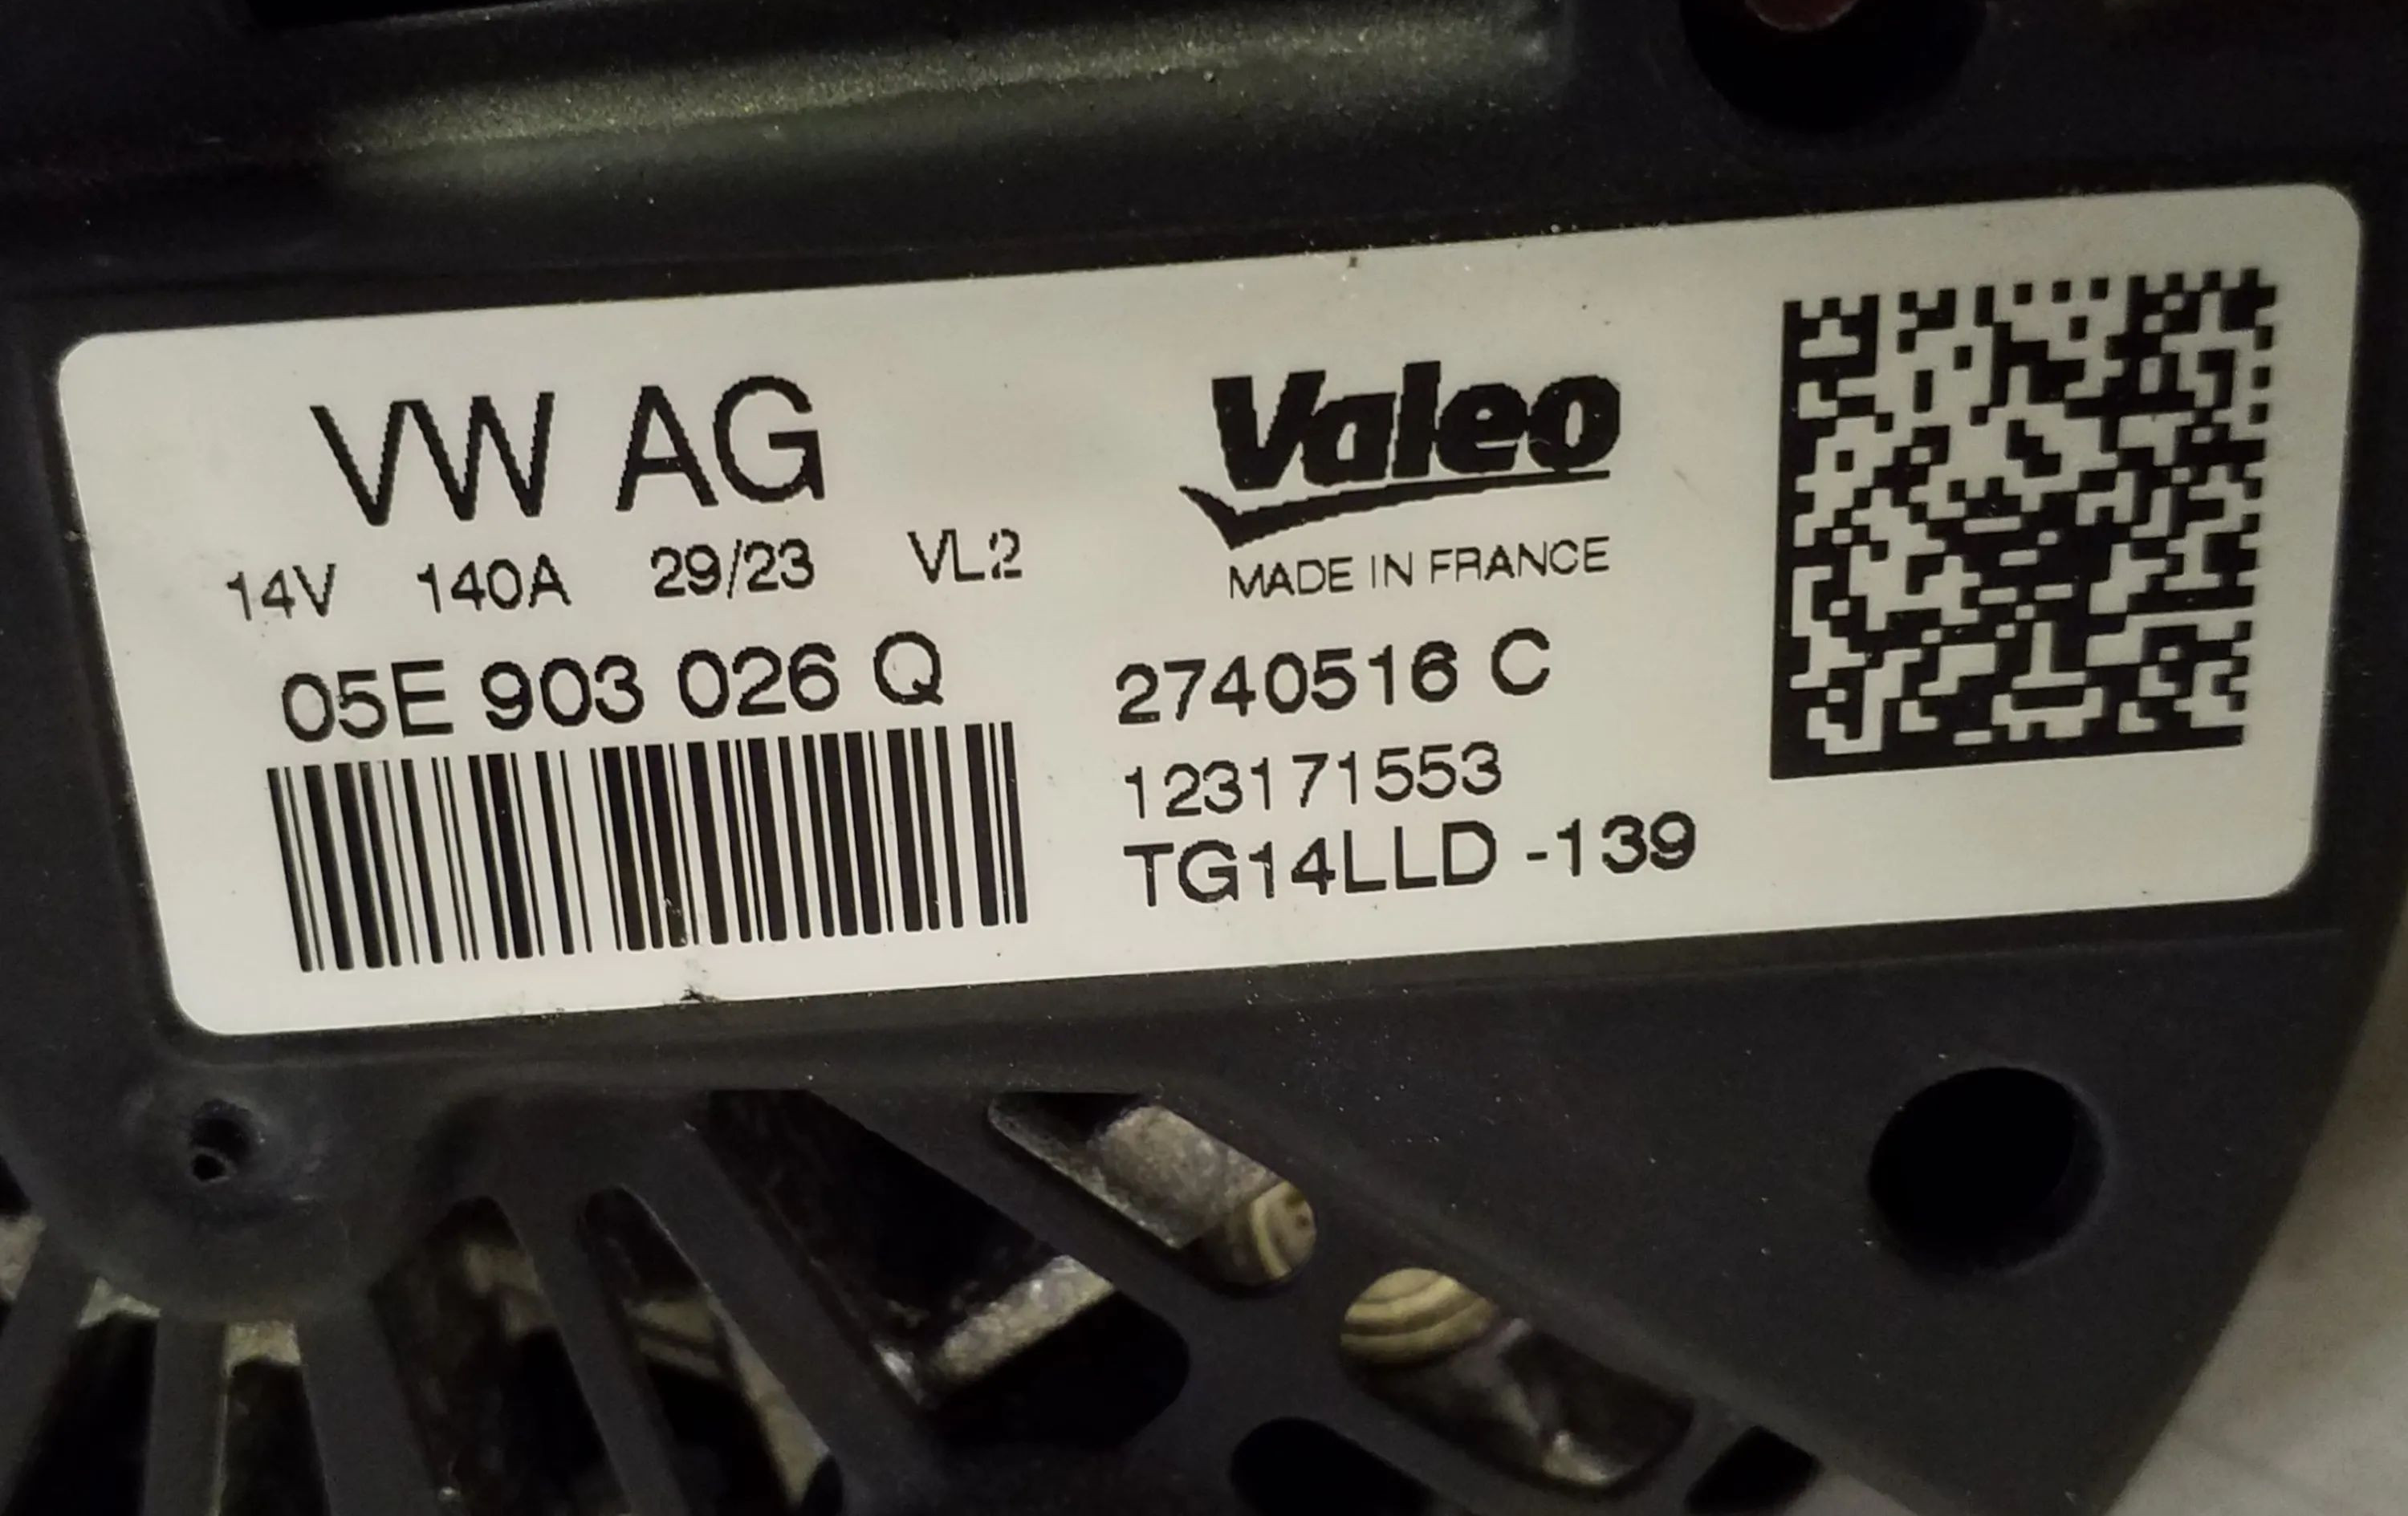 VW AG
14V 140A 29/23 VL2
05E 903 026 Q
Valeo
MADE IN FRANCE
2740516 C
123171553
TG14LLD -139